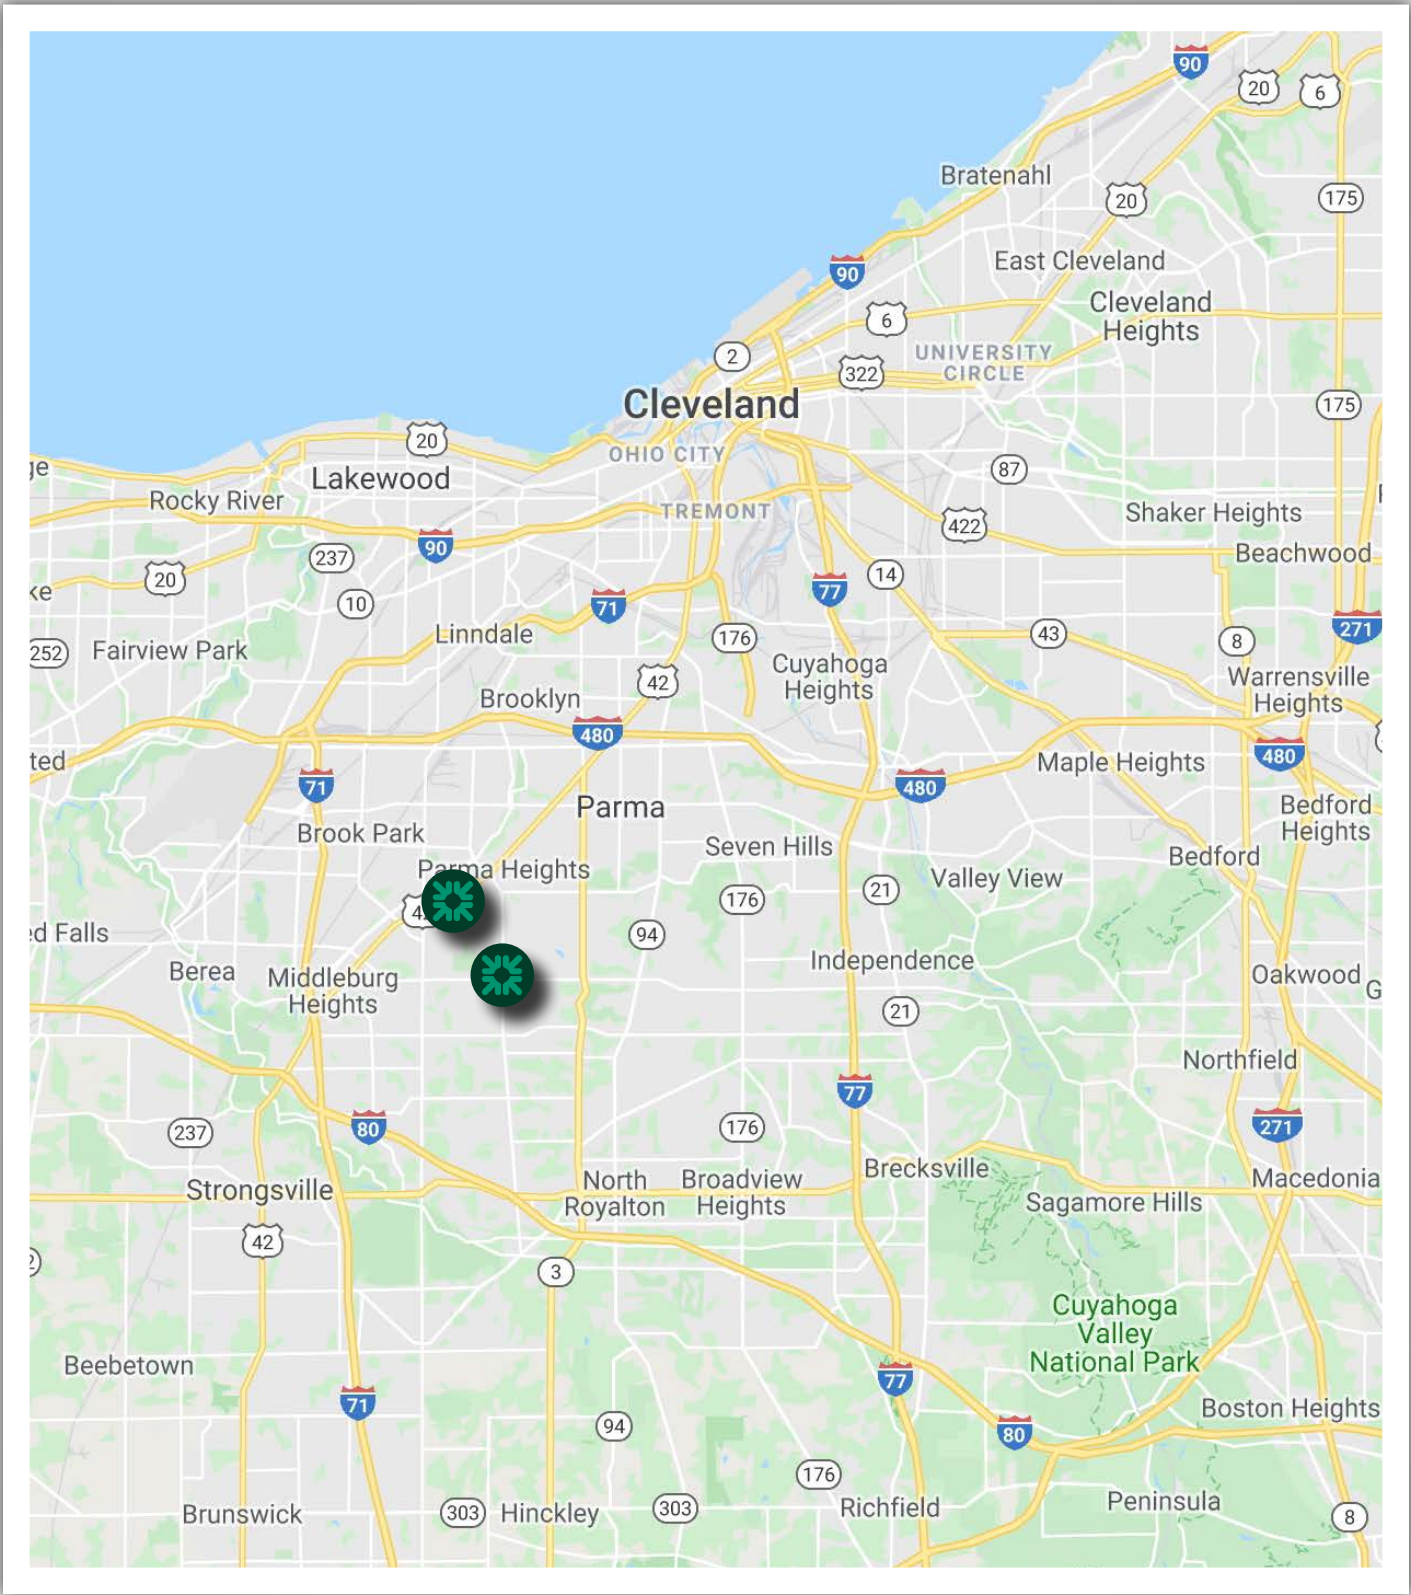 90
20
6
Bratenahl
20
175
East Cleveland
90
Cleveland
Heights
6
UNIVERSITY
CIRCLE
2
322
Cleveland
175
20
OHIO CITY
87
ge
Lakewood
Rocky River
TREMONT
Shaker Heights
422
90
Beachwood
237
20
14
77
ke
10
71
271
Linndale
176
43
8
252
Fairview Park
Cuyahoga
Heights
42
Warrensville
Heights
Brooklyn
480
480
ted
Maple Heights
71
480
Parma
Bedford
Heights
Brook Park
Seven Hills
Bedford
Parma Heights
Valley View
21
176
4
ed Falls
94
Independence
Berea
Middleburg
Heights
Oakwood
G
21
Northfield
77
80
176
271
237
Brecksville
North
Royalton
Broadview
Heights
Macedonia
Strongsville
Sagamore Hills
42
3
Cuyahoga
Valley
National Park
Beebetown
77
71
Boston Heights
94
80
176
Brunswick
303
Hinckley
303
Richfield
Peninsula
8